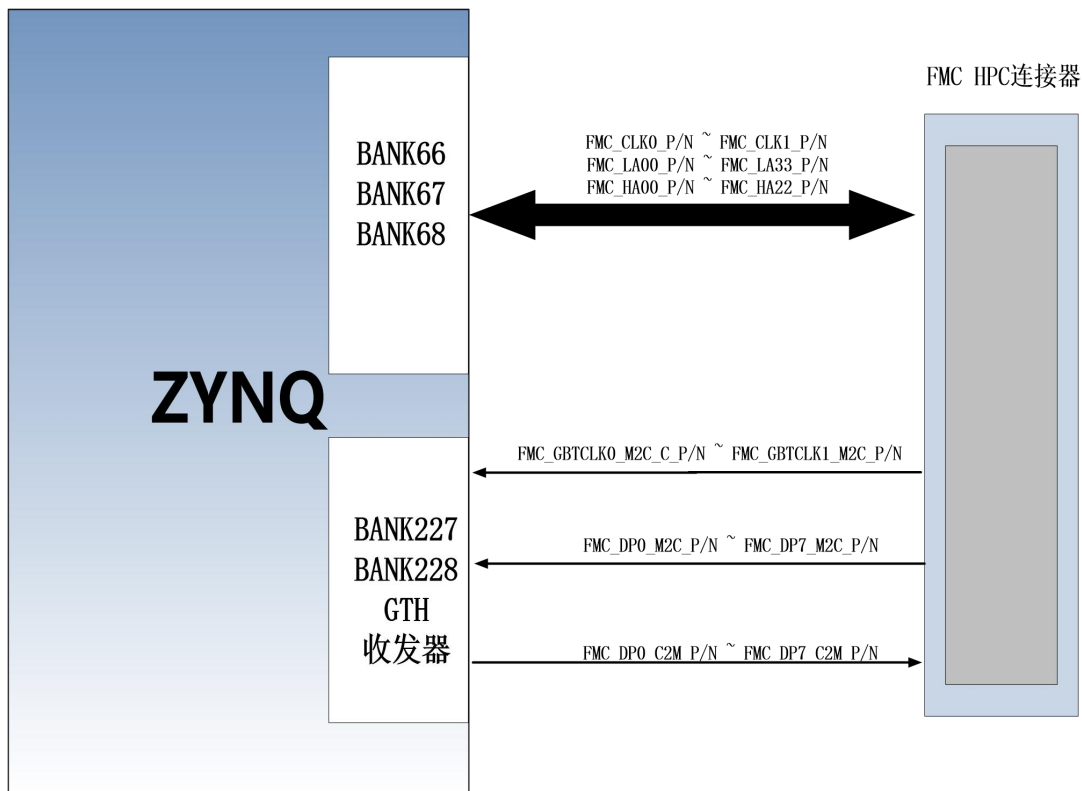 FMC HPC连接器
BANK66
BANK67
BANK68
FMC_CLK0_P/N ~ FMC_CLK1_P/N
FMC_LA00_P/N ~ FMC_LA33_P/N
FMC_HA00_P/N ~ FMC_HA22_P/N
ZYNQ
FMC_GBTCLK0_M2C_C_P/N ~ FMC_GBTCLK1_M2C_P/N
BANK227
BANK228
GTH
收发器
FMC_DP0_M2C_P/N ~ FMC_DP7_M2C_P/N
FMC_DP0_C2M_P/N ~ FMC_DP7_C2M_P/N